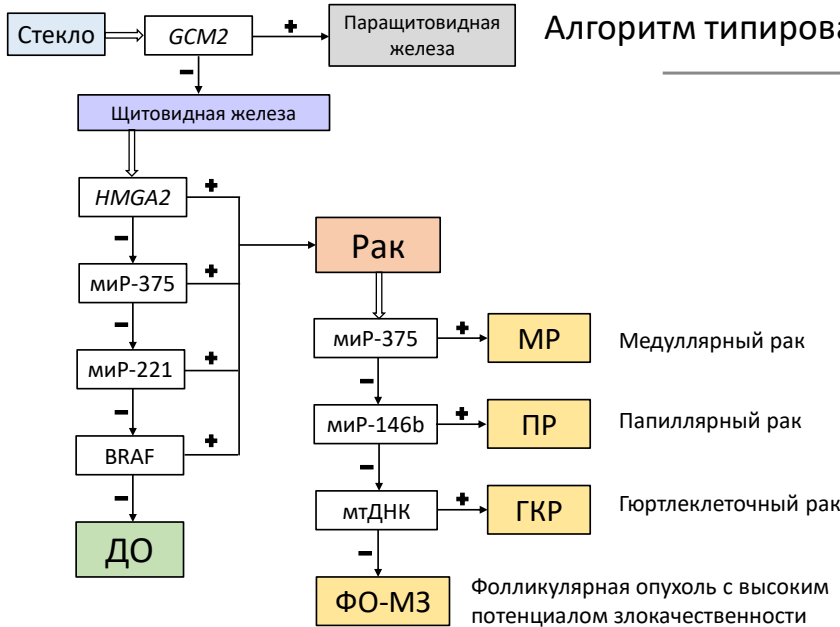 Стекло
GCM2
+
Паращитовидная
железа
Алгоритм типирова
−
Щитовидная железа
HMGA2
+
−
Рак
миР-375
+
−
миР-375
+
МР
Медуллярный рак
миР-221
+
−
−
миР-146b
+
ПР
Папиллярный рак
BRAF
+
−
−
мтДНК
+
ГКР
Гюртлеклеточный рак
ДО
−
ФО-МЗ
Фолликулярная опухоль с высоким
потенциалом злокачественности